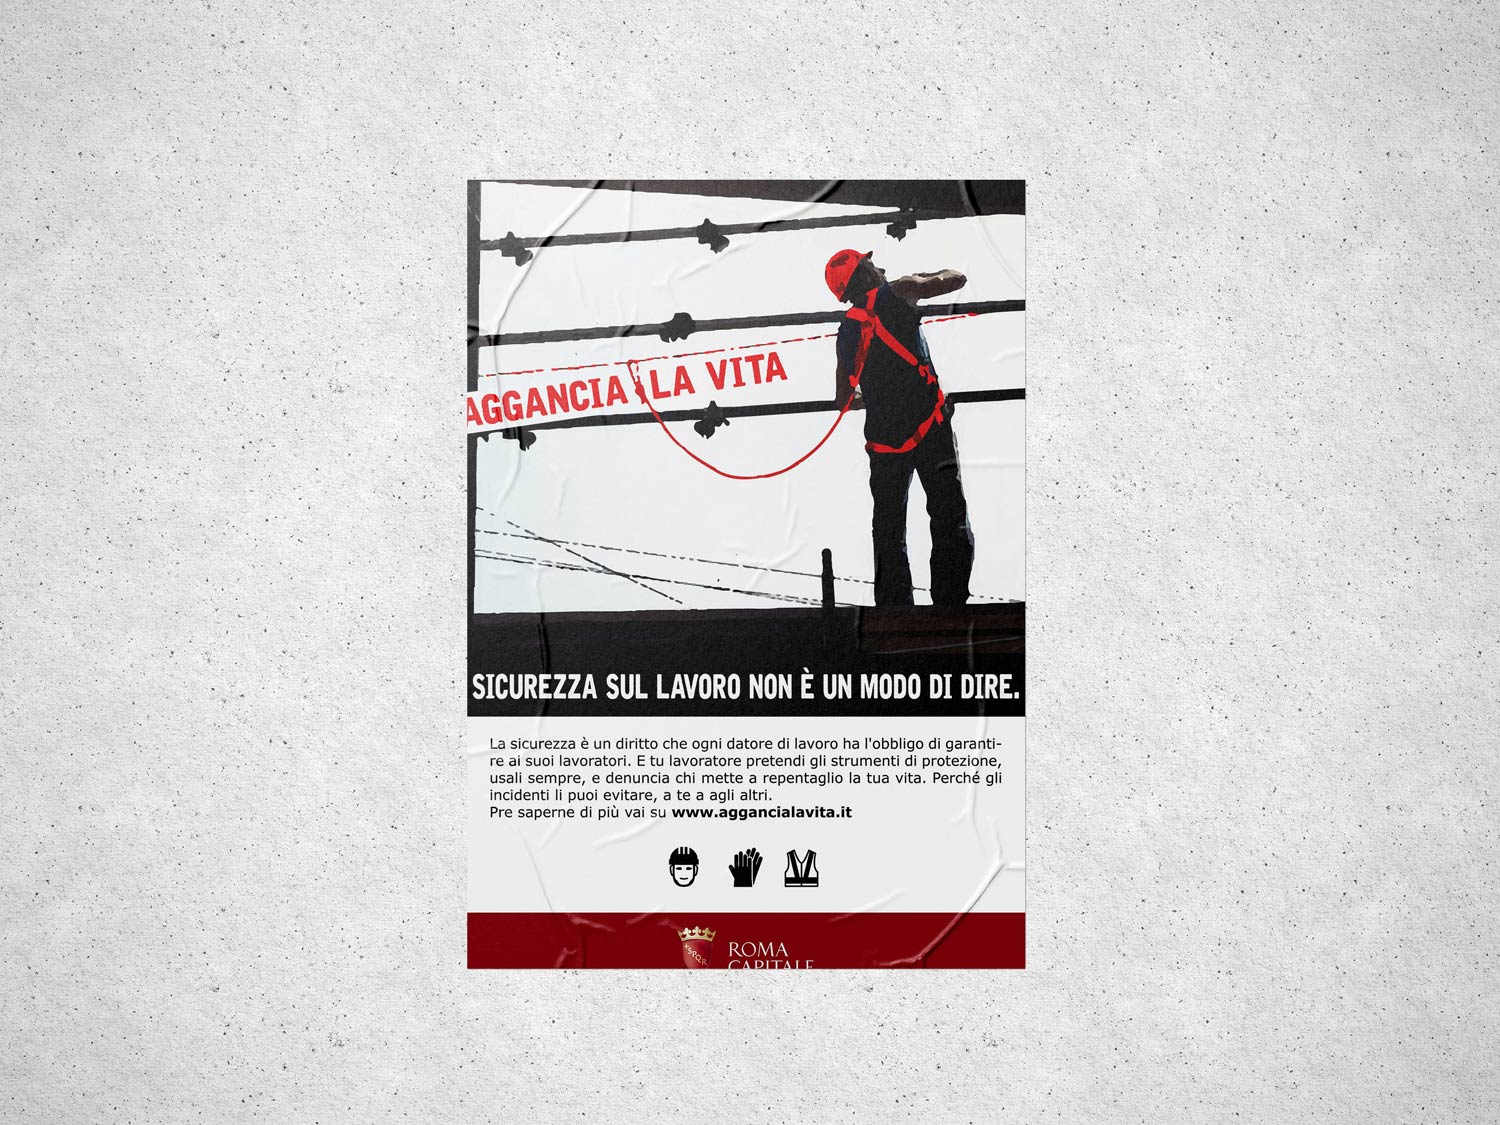 AGGANCIA LA VITA
SICUREZZA SUL LAVORO NON È UN MODO DI DIRE.
La sicurezza è un diritto che ogni datore di lavoro ha l'obbligo di garanti-
re ai suoi lavoratori. E tu lavoratore pretendi gli strumenti di protezione,
usali sempre, e denuncia chi mette a repentaglio la tua vita. Perché gli
incidenti li puoi evitare, a te a agli altri.
Pre saperne di più vai su www.aggancialavita.it
SPQR
ROMA
CAPITALE